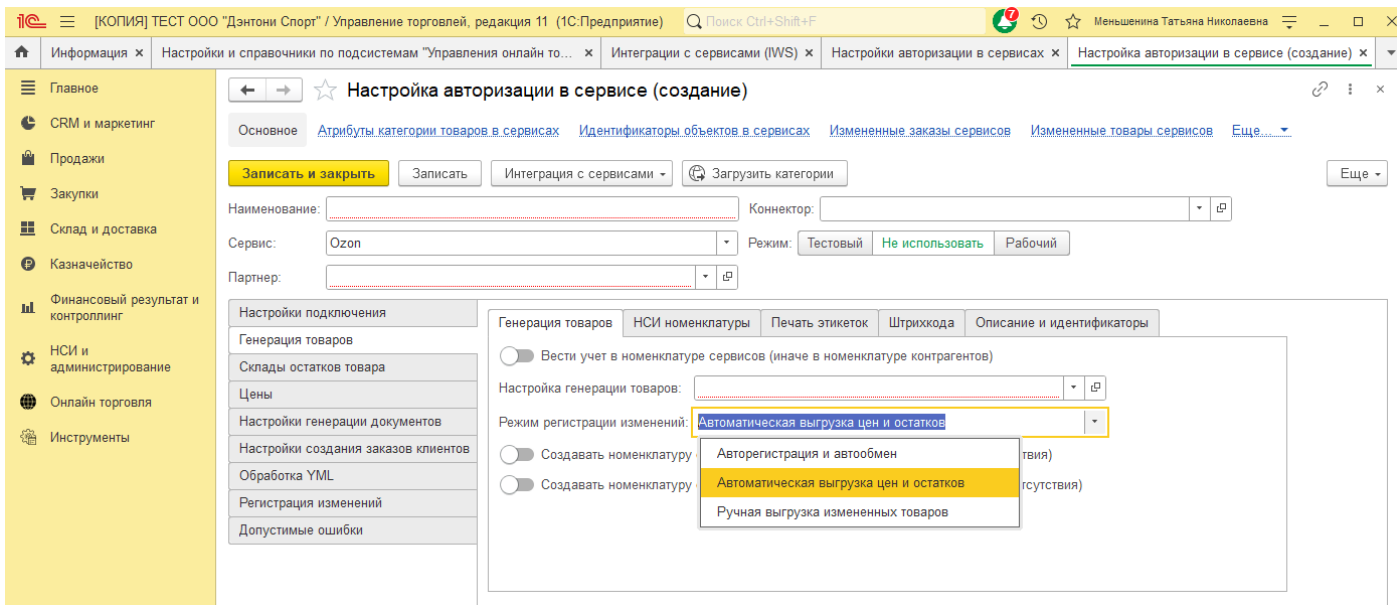 1С [КОПИЯ] ТЕСТ ООО "Дэнтони Спорт" / Управление торговлей, редакция 11 (1С:Предприятие) Поиск Ctrl+Shift+F 7 Меньшенина Татьяна Николаевна
Информация × Настройки и справочники по подсистемам "Управления онлайн то... × Интеграции с сервисами (IWS) × Настройки авторизации в сервисах × Настройка авторизации в сервисе (создание) ×
Главное
CRM и маркетинг
Продажи
Закупки
Склад и доставка
Казначейство
Финансовый результат и
контроллинг
НСИ и
администрирование
Онлайн торговля
Инструменты
Настройка авторизации в сервисе (создание)
Основное Атрибуты категории товаров в сервисах Идентификаторы объектов в сервисах Измененные заказы сервисов Измененные товары сервисов Еще...
Записать и закрыть Записать Интеграция с сервисами Загрузить категории Еще
Наименование: Коннектор:
Сервис: Ozon Режим: Тестовый Не использовать Рабочий
Партнер:
Настройки подключения
Генерация товаров
Склады остатков товара
Цены
Настройки генерации документов
Настройки создания заказов клиентов
Обработка YML
Регистрация изменений
Допустимые ошибки
Генерация товаров НСИ номенклатуры Печать этикеток Штрихкода Описание и идентификаторы
Вести учет в номенклатуре сервисов (иначе в номенклатуре контрагентов)
Настройка генерации товаров:
Режим регистрации изменений: Автоматическая выгрузка цен и остатков
Авторегистрация и автообмен
Автоматическая выгрузка цен и остатков
Ручная выгрузка измененных товаров
Создавать номенклатуру
Создавать номенклатуру